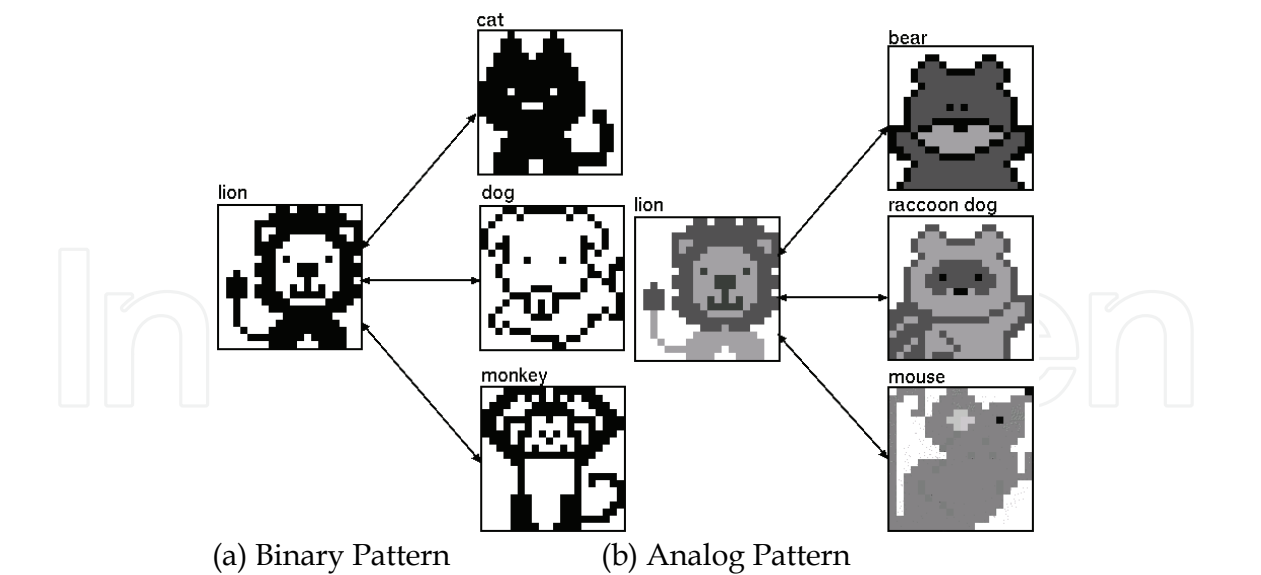 cat
bear
lion
dog
lion
raccoon dog
monkey
mouse
(a) Binary Pattern
(b) Analog Pattern